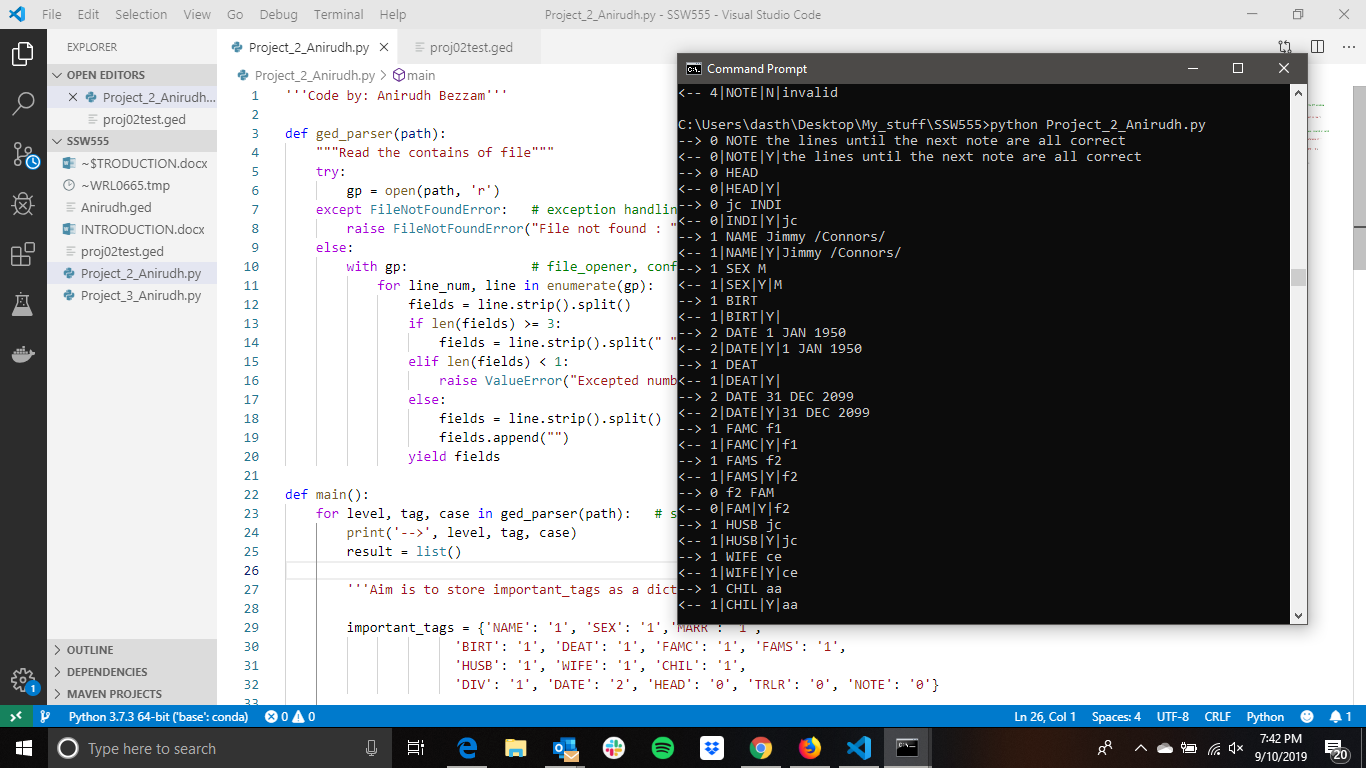 File Edit Selection View Go Debug Terminal Help
Project_2_Anirudh.py - SSW555 - Visual Studio Code
EXPLORER
OPEN EDITORS
Project_2_Anirudh...
proj02test.ged
SSW555
~$TRODUCTION.docx
~WRL0665.tmp
Anirudh.ged
INTRODUCTION.docx
proj02test.ged
Project_2_Anirudh.py
Project_3_Anirudh.py
OUTLINE
DEPENDENCIES
MAVEN PROJECTS
Project_2_Anirudh.py
proj02test.ged
Project_2_Anirudh.py > main
1 '''Code by: Anirudh Bezzam'''
2
3 def ged_parser(path):
4 """Read the contains of file"""
5 try:
6 gp = open(path, 'r')
7 except FileNotFoundError: # exception handlin
8 raise FileNotFoundError("File not found : "
9 else:
10 with gp: # file_opener, conf
11 for line_num, line in enumerate(gp):
12 fields = line.strip().split()
13 if len(fields) >= 3:
14 fields = line.strip().split(" "
15 elif len(fields) < 1:
16 raise ValueError("Excepted numb
17 else:
18 fields = line.strip().split()
19 fields.append("")
20 yield fields
21
22 def main():
23 for level, tag, case in ged_parser(path): # s
24 print('-->', level, tag, case)
25 result = list()
26
27 '''Aim is to store important_tags as a dict
28
29 important_tags = {'NAME': '1', 'SEX': '1','MARR': '1',
30 'BIRT': '1', 'DEAT': '1', 'FAMC': '1', 'FAMS': '1',
31 'HUSB': '1', 'WIFE': '1', 'CHIL': '1',
32 'DIV': '1', 'DATE': '2', 'HEAD': '0', 'TRLR': '0', 'NOTE': '0'}
33
Command Prompt
<-- 4|NOTE|N|invalid
C:\Users\dasth\Desktop\My_stuff\SSW555>python Project_2_Anirudh.py
--> 0 NOTE the lines until the next note are all correct
<-- 0|NOTE|Y|the lines until the next note are all correct
--> 0 HEAD
<-- 0|HEAD|Y|
--> 0 jc INDI
<-- 0|INDI|Y|jc
--> 1 NAME Jimmy /Connors/
<-- 1|NAME|Y|Jimmy /Connors/
--> 1 SEX M
<-- 1|SEX|Y|M
--> 1 BIRT
<-- 1|BIRT|Y|
--> 2 DATE 1 JAN 1950
<-- 2|DATE|Y|1 JAN 1950
--> 1 DEAT
<-- 1|DEAT|Y|
--> 2 DATE 31 DEC 2099
<-- 2|DATE|Y|31 DEC 2099
--> 1 FAMC f1
<-- 1|FAMC|Y|f1
--> 1 FAMS f2
<-- 1|FAMS|Y|f2
--> 0 f2 FAM
<-- 0|FAM|Y|f2
--> 1 HUSB jc
<-- 1|HUSB|Y|jc
--> 1 WIFE ce
<-- 1|WIFE|Y|ce
--> 1 CHIL aa
<-- 1|CHIL|Y|aa
1
Python 3.7.3 64-bit ('base': conda) 0 0
Ln 26, Col 1 Spaces: 4 UTF-8 CRLF Python 1
Type here to search
7:42 PM
9/10/2019
20